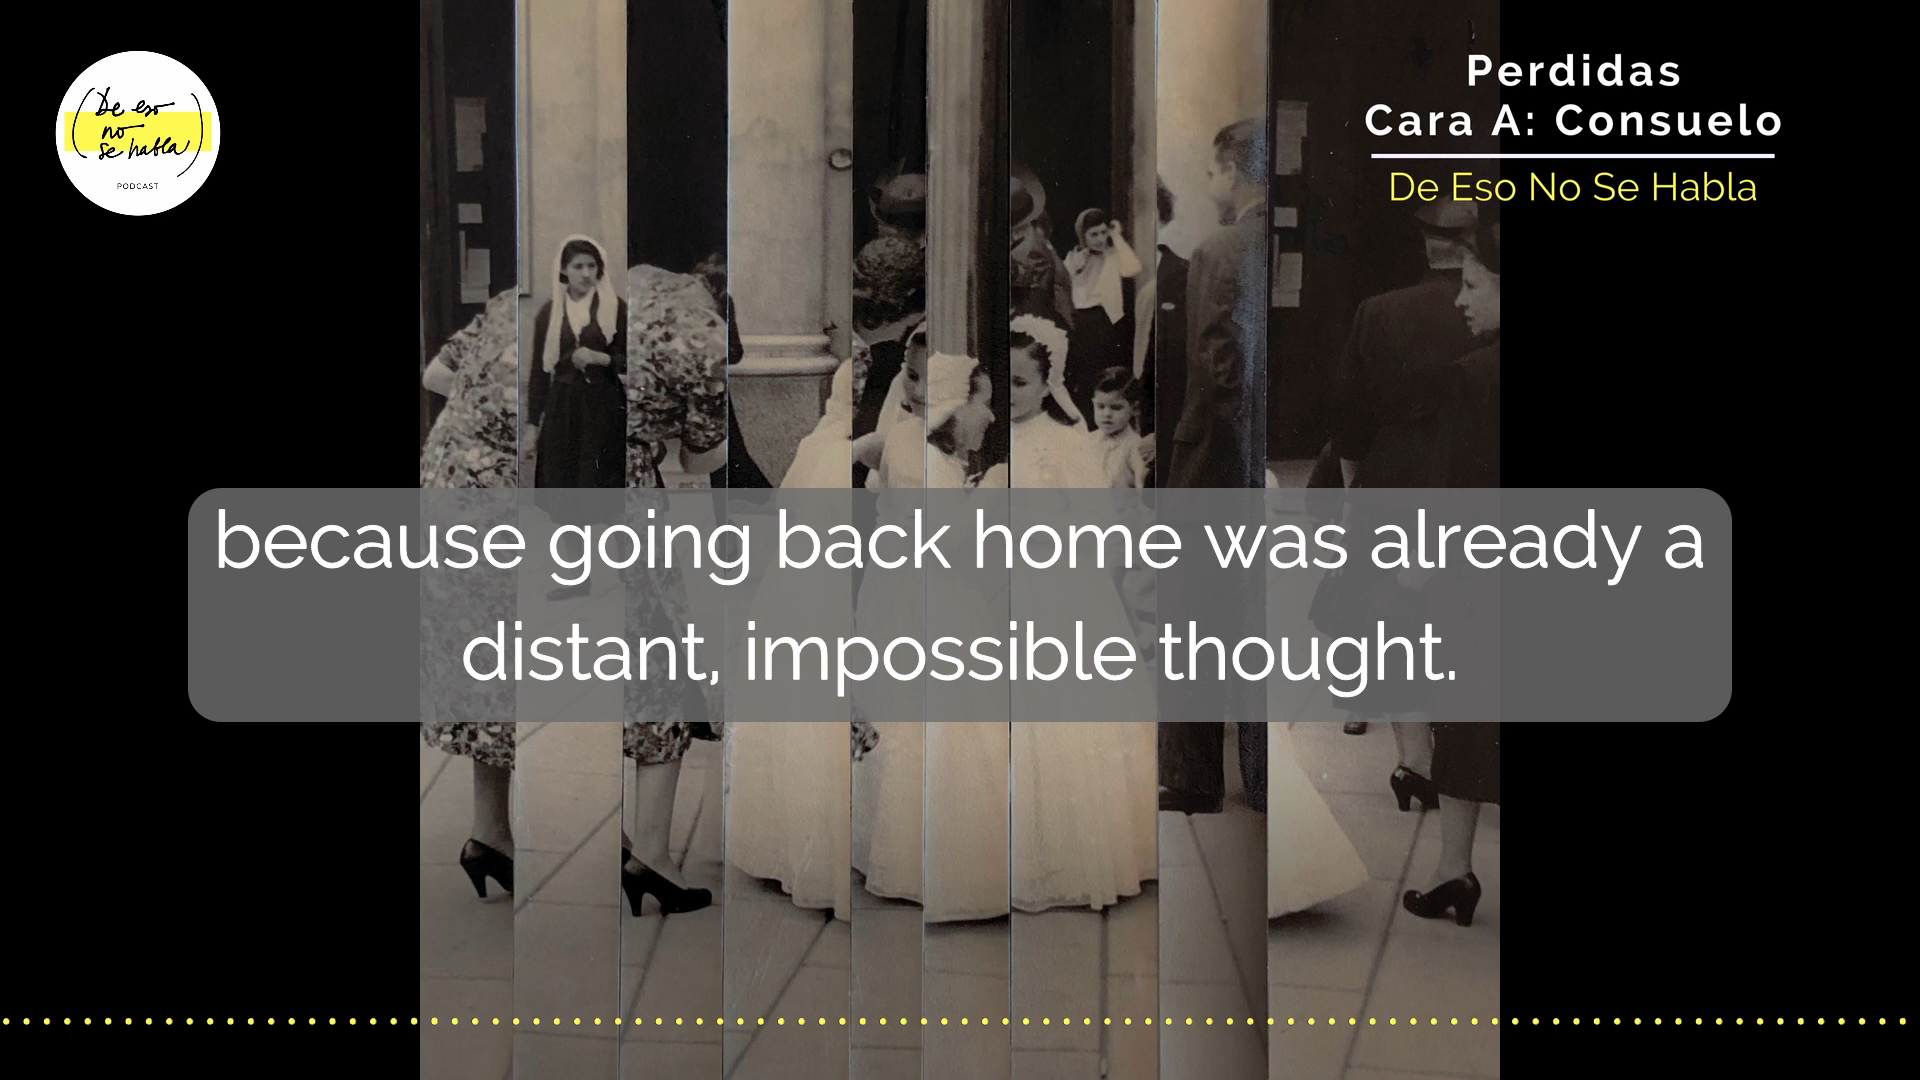 De eso
no
se habla
PODCAST
Perdidas
Cara A: Consuelo
De Eso No Se Habla
because going back home was already a
distant, impossible thought.